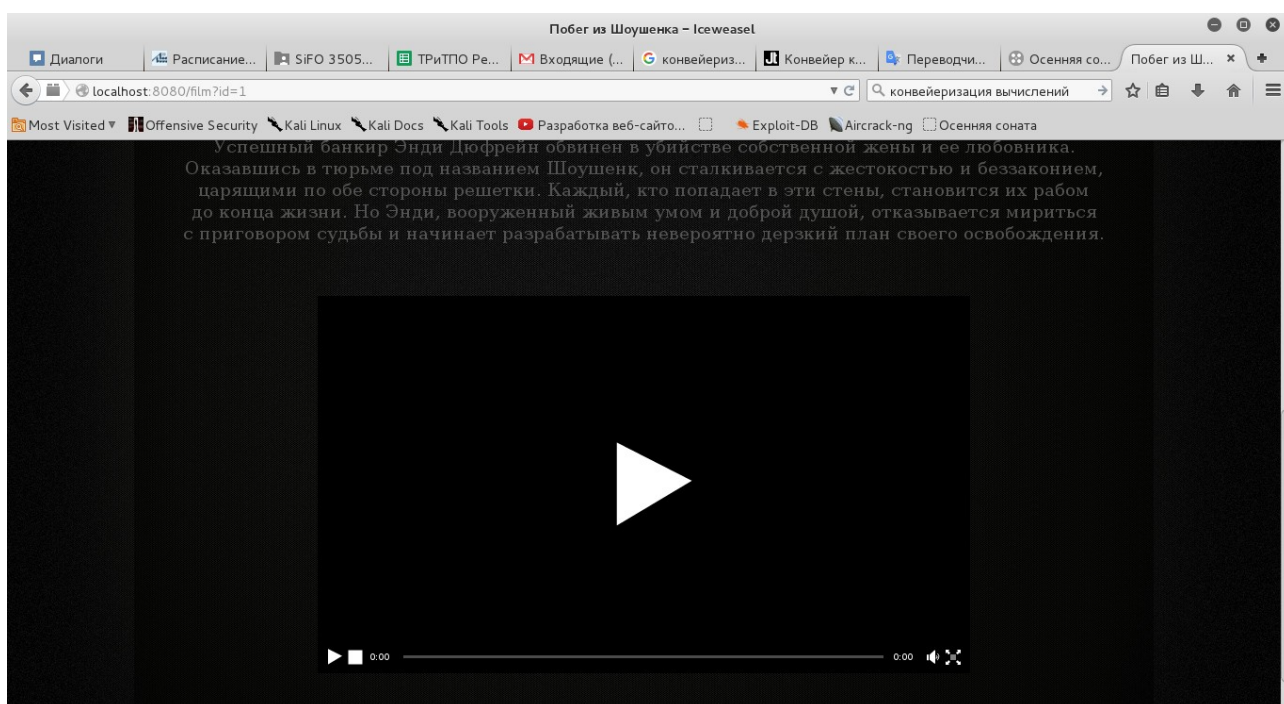 Побег из Шоушенка – Iceweasel
Диалоги Расписание... SiFO 3505... ТРиТПО Ре... Входящие (... конвейериз... Конвейер к... Переводчи... Осенняя со... Побег из Ш...
localhost:8080/film?id=1 конвейеризация вычислений
Most Visited Offensive Security Kali Linux Kali Docs Kali Tools Разработка веб-сайто... Exploit-DB Aircrack-ng Осенняя соната
Успешный банкир Энди Дюфрейн обвинен в убийстве собственной жены и ее любовника.
Оказавшись в тюрьме под названием Шоушенк, он сталкивается с жестокостью и беззаконием,
царящими по обе стороны решетки. Каждый, кто попадает в эти стены, становится их рабом
до конца жизни. Но Энди, вооруженный живым умом и доброй душой, отказывается мириться
с приговором судьбы и начинает разрабатывать невероятно дерзкий план своего освобождения.
0:00 0:00